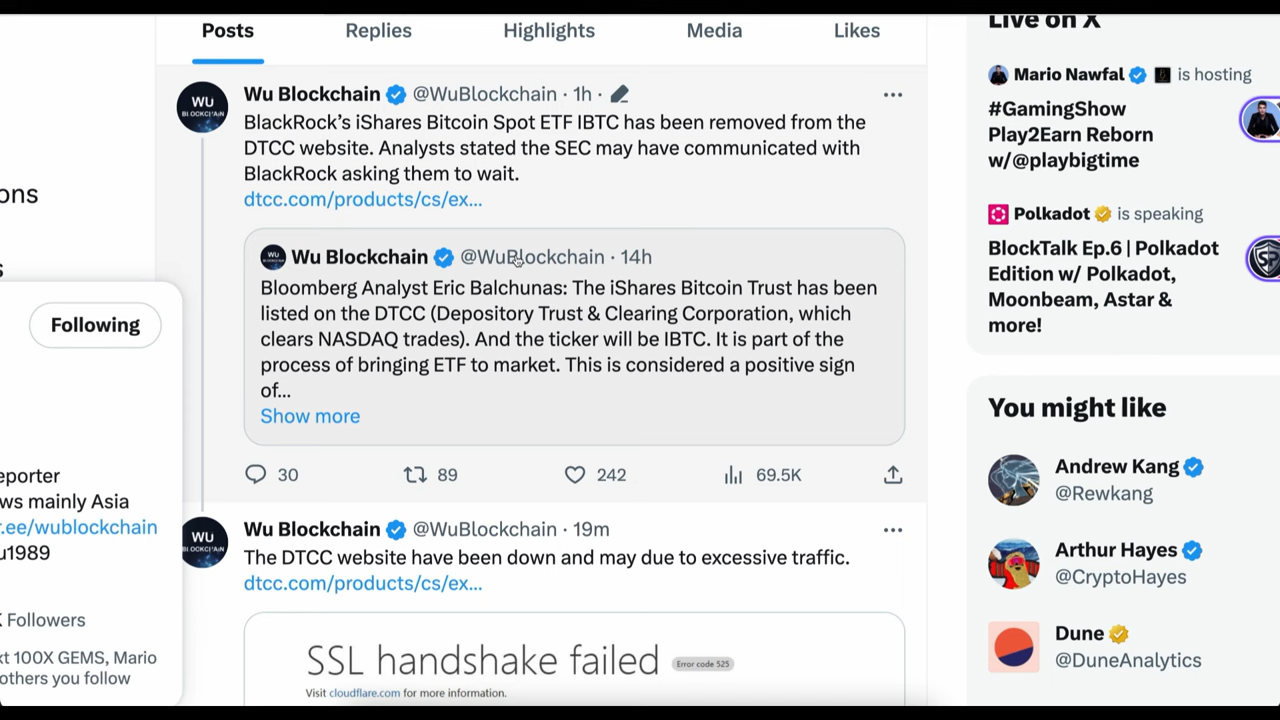 Posts Replies Highlights Media Likes
Wu Blockchain @WuBlockchain · 1h ·
BlackRock’s iShares Bitcoin Spot ETF IBTC has been removed from the
DTCC website. Analysts stated the SEC may have communicated with
BlackRock asking them to wait.
dtcc.com/products/cs/ex...
Wu Blockchain @WuBlockchain · 14h
Bloomberg Analyst Eric Balchunas: The iShares Bitcoin Trust has been
listed on the DTCC (Depository Trust & Clearing Corporation, which
clears NASDAQ trades). And the ticker will be IBTC. It is part of the
process of bringing ETF to market. This is considered a positive sign
of...
Show more
30 89 242 69.5K
Wu Blockchain @WuBlockchain · 19m
The DTCC website have been down and may due to excessive traffic.
dtcc.com/products/cs/ex...
SSL handshake failed Error code 525
Visit cloudflare.com for more information.
ons
s
Following
eporter
ws mainly Asia
r.ee/wublockchain
u1989
Followers
xt 100X GEMS, Mario
others you follow
Live on X
Mario Nawfal is hosting
#GamingShow
Play2Earn Reborn
w/@playbigtime
Polkadot is speaking
BlockTalk Ep.6 | Polkadot
Edition w/ Polkadot,
Moonbeam, Astar &
more!
You might like
Andrew Kang
@Rewkang
Arthur Hayes
@CryptoHayes
Dune
@DuneAnalytics